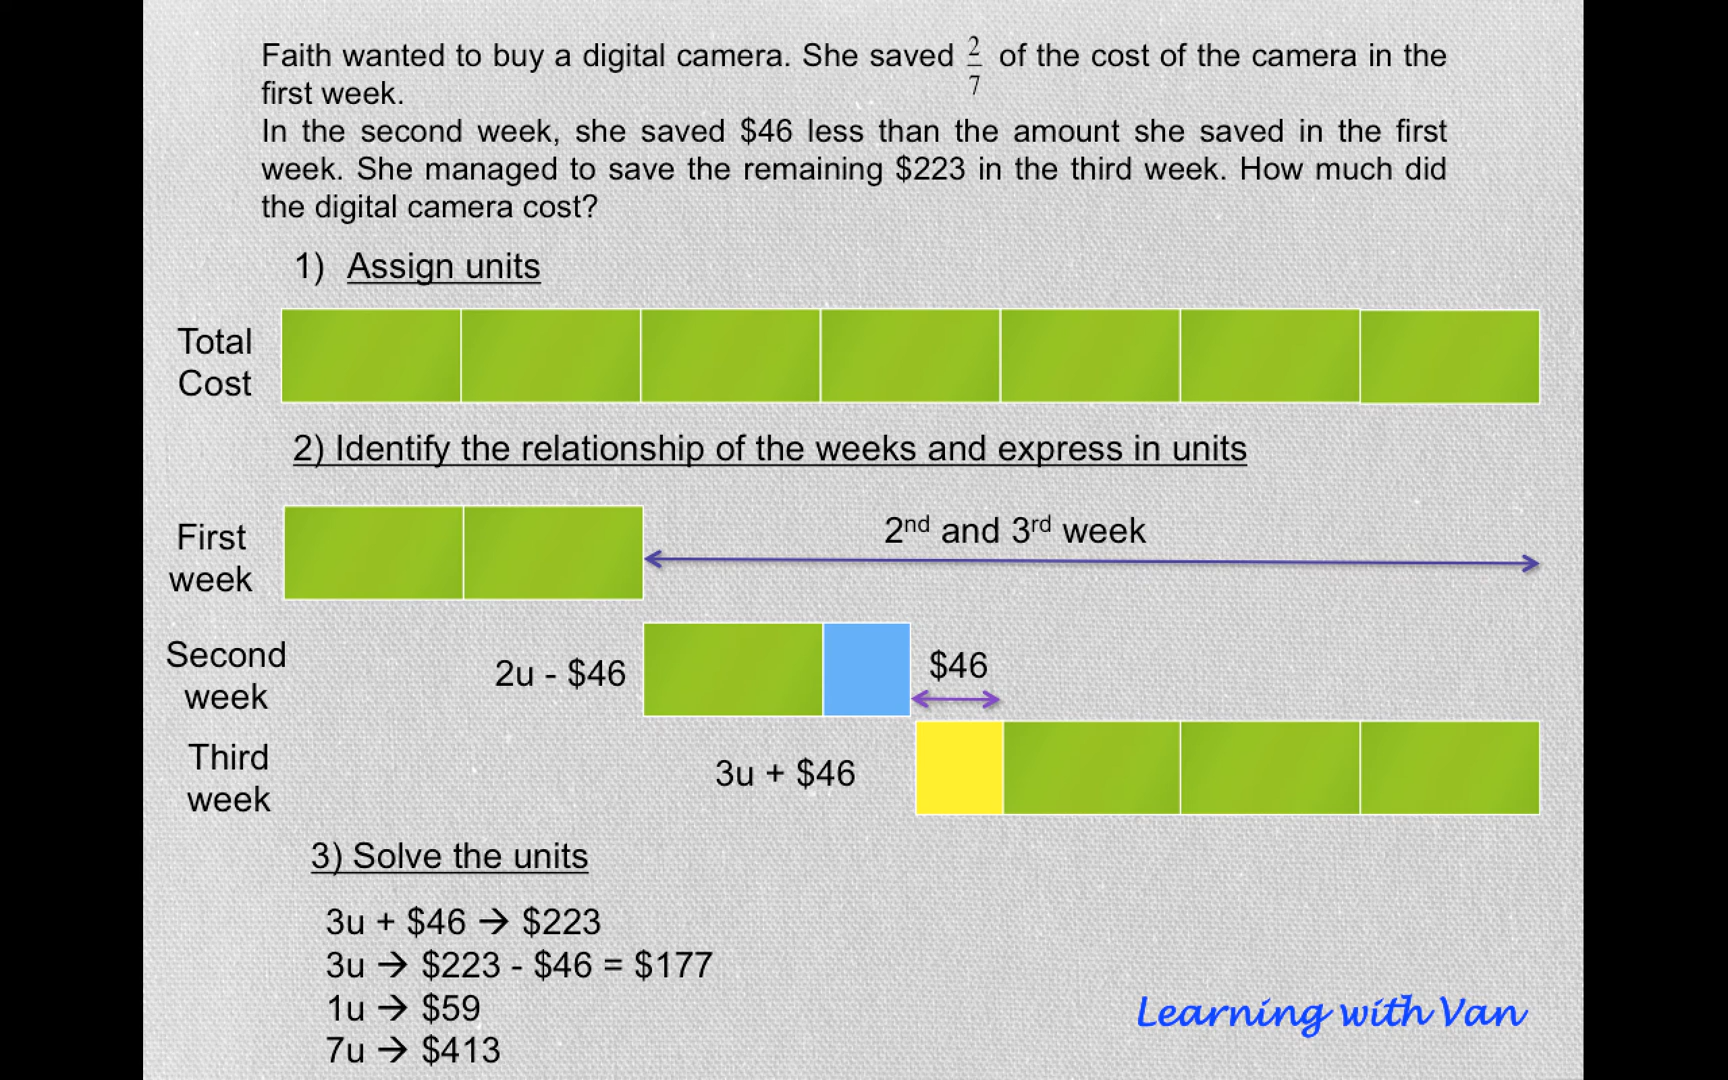 Faith wanted to buy a digital camera. She saved 2/7 of the cost of the camera in the
first week.
In the second week, she saved $46 less than the amount she saved in the first
week. She managed to save the remaining $223 in the third week. How much did
the digital camera cost?
1) Assign units
Total
Cost
2) Identify the relationship of the weeks and express in units
First
week
2nd and 3rd week
Second
week
2u - $46
$46
Third
week
3u + $46
3) Solve the units
3u + $46 → $223
3u → $223 - $46 = $177
1u → $59
7u → $413
Learning with Van